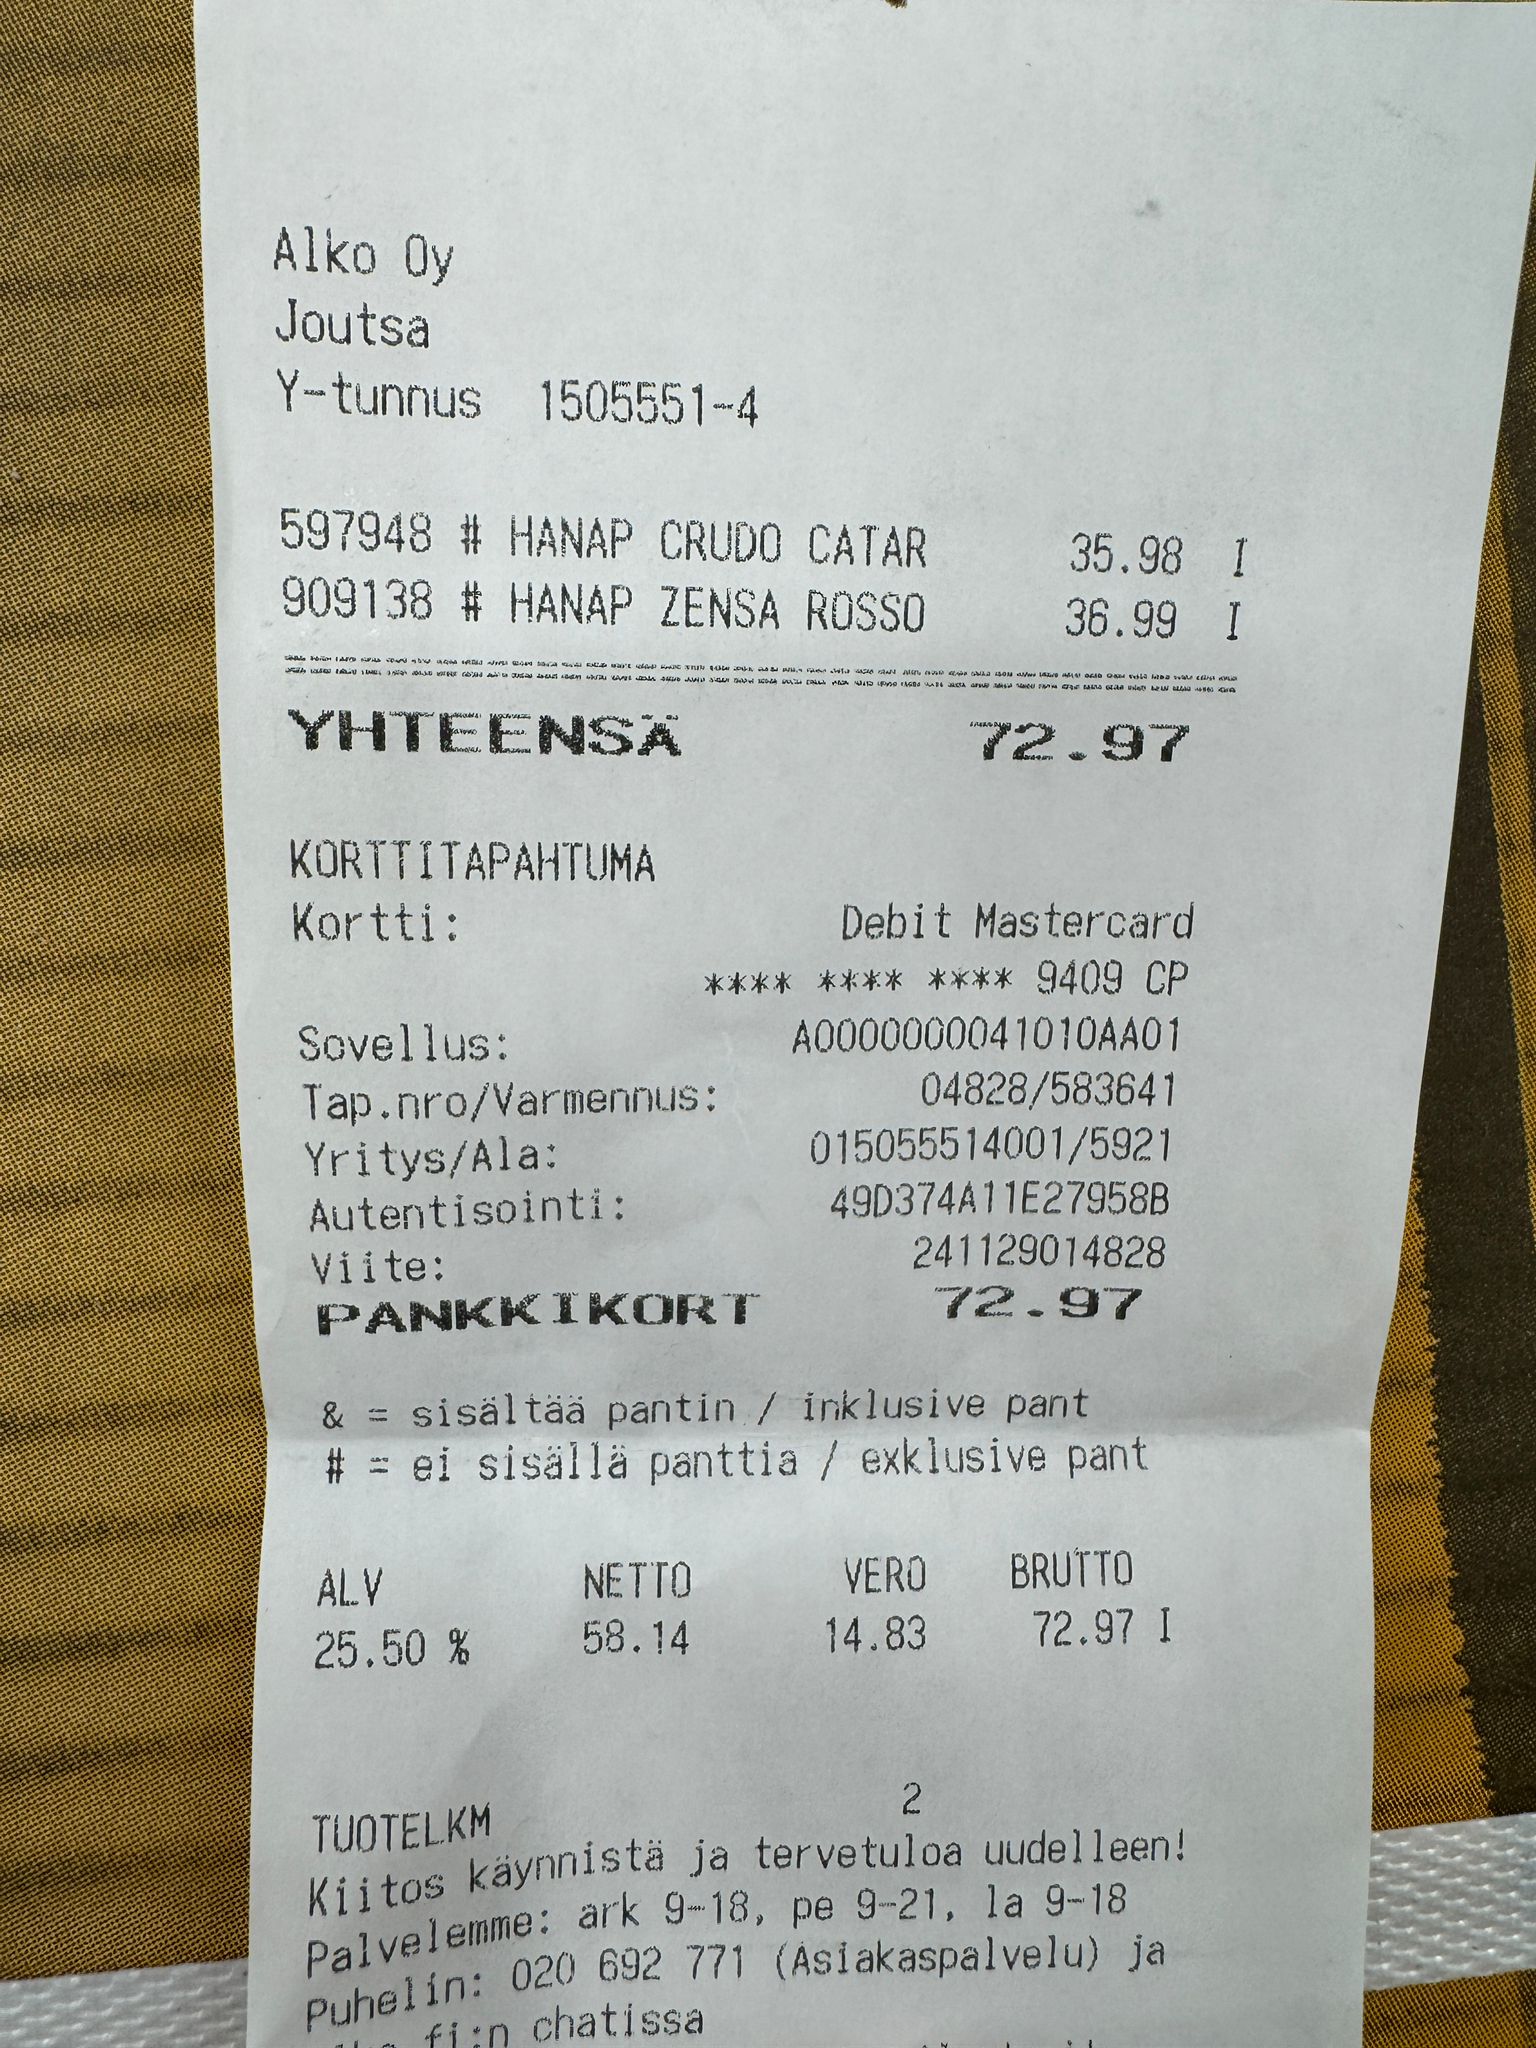 Alko Oy
Joutsa
Y-tunnus 1505551-4
597948 # HANAP CRUDO CATAR 35.98 I
909138 # HANAP ZENSA ROSSO 36.99 I
YHTEENSÄ 72.97
KORTTITAPAHTUMA
Kortti: Debit Mastercard
**** **** **** 9409 CP
Sovellus: A0000000041010AA01
Tap.nro/Varmennus: 04828/583641
Yritys/Ala: 015055514001/5921
Autentisointi: 49D374A11E27958B
Viite: 241129014828
PANKKIKORT 72.97
& = sisältää pantin / inklusive pant
# = ei sisällä panttia / exklusive pant
ALV NETTO VERO BRUTTO
25.50 % 58.14 14.83 72.97 I
TUOTELKM 2
Kiitos käynnistä ja tervetuloa uudelleen!
Palvelemme: ark 9-18, pe 9-21, la 9-18
Puhelin: 020 692 771 (Asiakaspalvelu) ja
fi:n chatissa